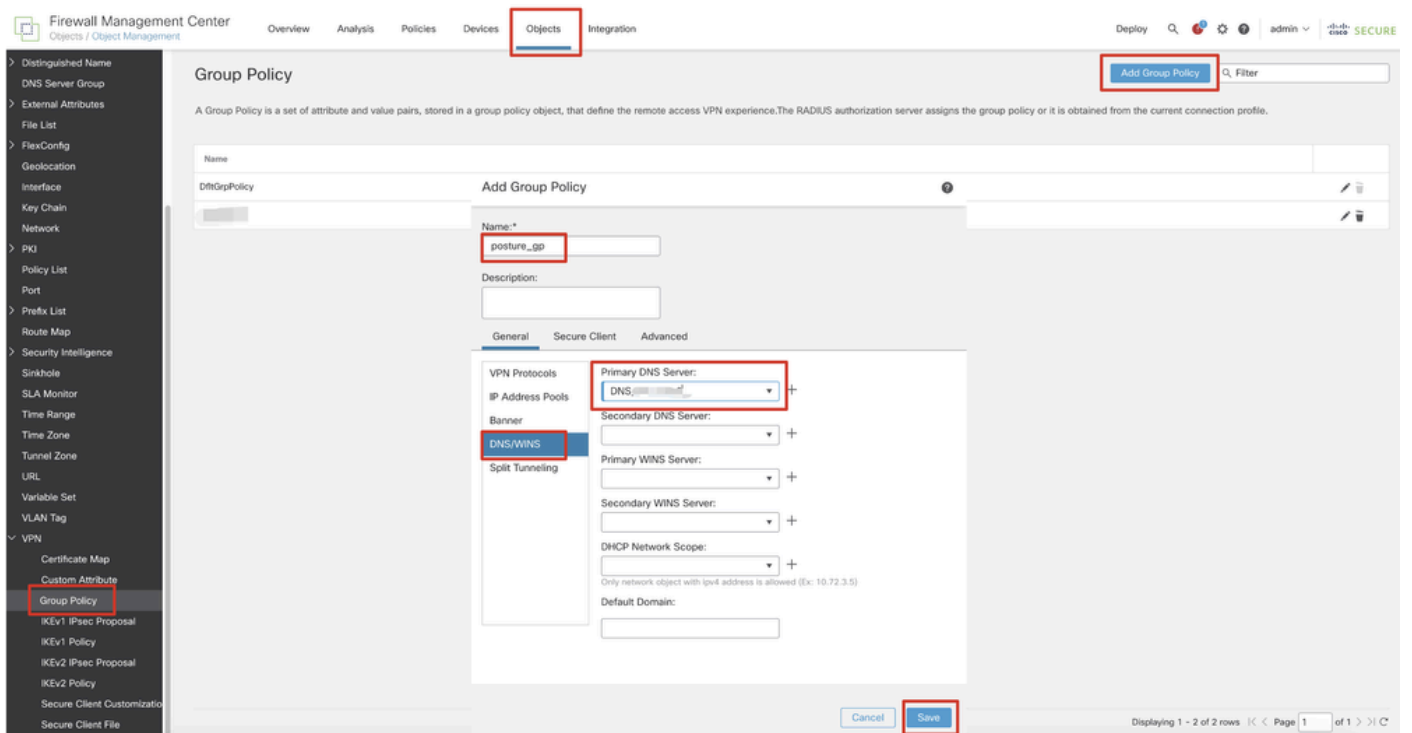 Firewall Management Center
Objects / Object Management
Overview
Analysis
Policies
Devices
Objects
Integration
Deploy
admin
cisco SECURE
Distinguished Name
DNS Server Group
External Attributes
File List
FlexConfig
Geolocation
Interface
Key Chain
Network
PKI
Policy List
Port
Prefix List
Route Map
Security Intelligence
Sinkhole
SLA Monitor
Time Range
Time Zone
Tunnel Zone
URL
Variable Set
VLAN Tag
VPN
Certificate Map
Custom Attribute
Group Policy
IKEv1 IPsec Proposal
IKEv1 Policy
IKEv2 IPsec Proposal
IKEv2 Policy
Secure Client Customizatio
Secure Client File
Group Policy
Add Group Policy
Filter
A Group Policy is a set of attribute and value pairs, stored in a group policy object, that define the remote access VPN experience.The RADIUS authorization server assigns the group policy or it is obtained from the current connection profile.
Name
DfltGrpPolicy
Add Group Policy
Name:*
posture_gp
Description:
General
Secure Client
Advanced
VPN Protocols
IP Address Pools
Banner
DNS/WINS
Split Tunneling
Primary DNS Server:
DNS
Secondary DNS Server:
Primary WINS Server:
Secondary WINS Server:
DHCP Network Scope:
Only network object with ipv4 address is allowed (Ex: 10.72.3.5)
Default Domain:
Cancel
Save
Displaying 1 - 2 of 2 rows |< < Page 1 of 1 > >|